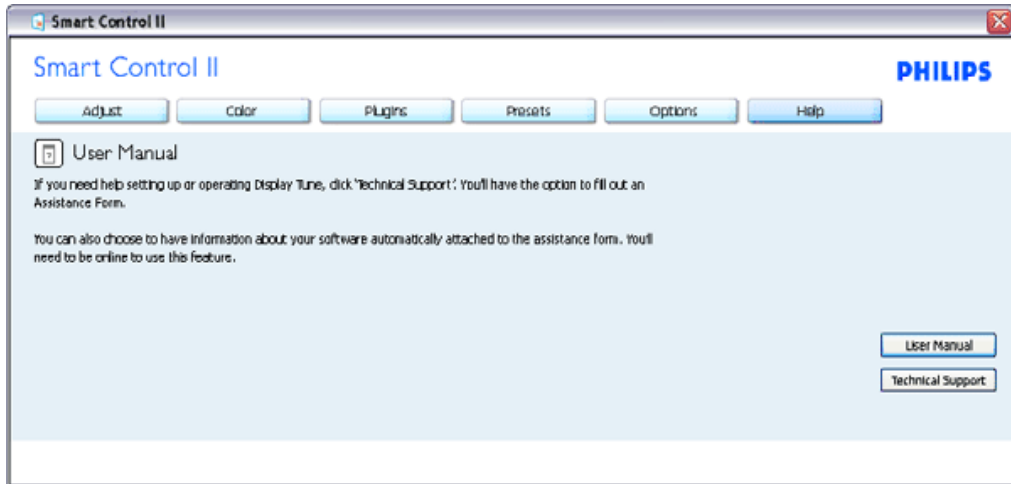 Smart Control II
Smart Control II
PHILIPS
Adjust Color Plugins Presets Options Help
User Manual
If you need help setting up or operating Display Tune, click 'Technical Support'. You'll have the option to fill out an
Assistance Form.
You can also choose to have information about your software automatically attached to the assistance form. You'll
need to be online to use this feature.
User Manual
Technical Support